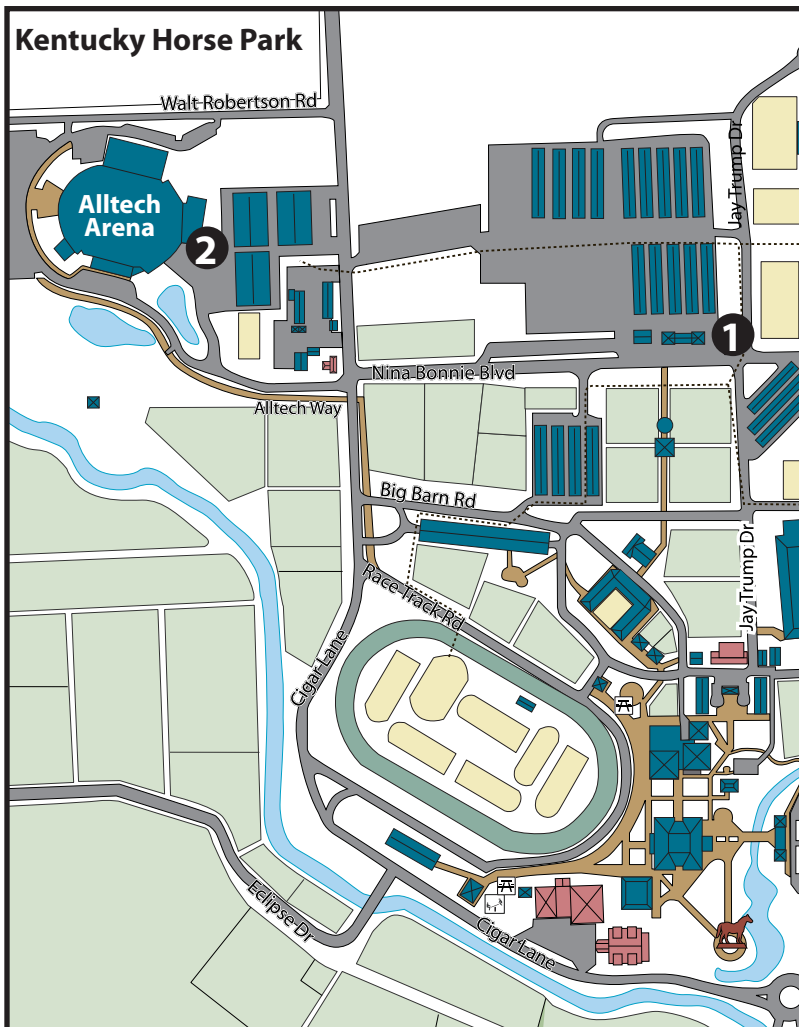 Kentucky Horse Park
Walt Robertson Rd
Jay Trump Dr
Alltech
Arena
2
1
Nina Bonnie Blvd
Alltech Way
Big Barn Rd
Race Track Rd
Jay Trump Dr
Cigar Lane
Eclipse Dr
Cigar Lane